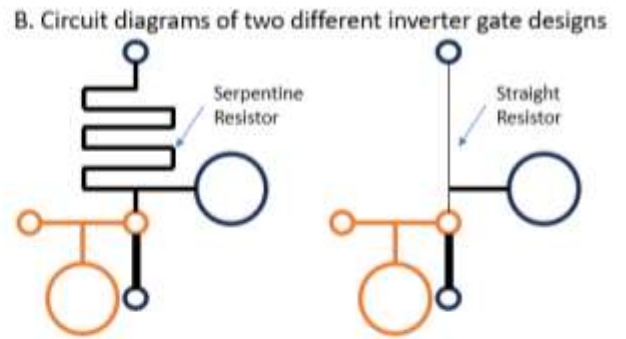 B. Circuit diagrams of two different inverter gate designs
Serpentine
Resistor
Straight
Resistor